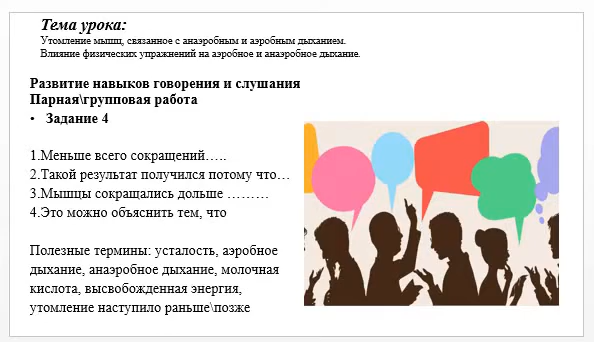 Тема урока:
Утомление мышц, связанное с анаэробным и аэробным дыханием.
Влияние физических упражнений на аэробное и анаэробное дыхание.
Развитие навыков говорения и слушания
Парная\групповая работа
• Задание 4
1.Меньше всего сокращений…..
2.Такой результат получился потому что…
3.Мышцы сокращались дольше ………
4.Это можно объяснить тем, что
Полезные термины: усталость, аэробное
дыхание, анаэробное дыхание, молочная
кислота, высвобожденная энергия,
утомление наступило раньше\позже